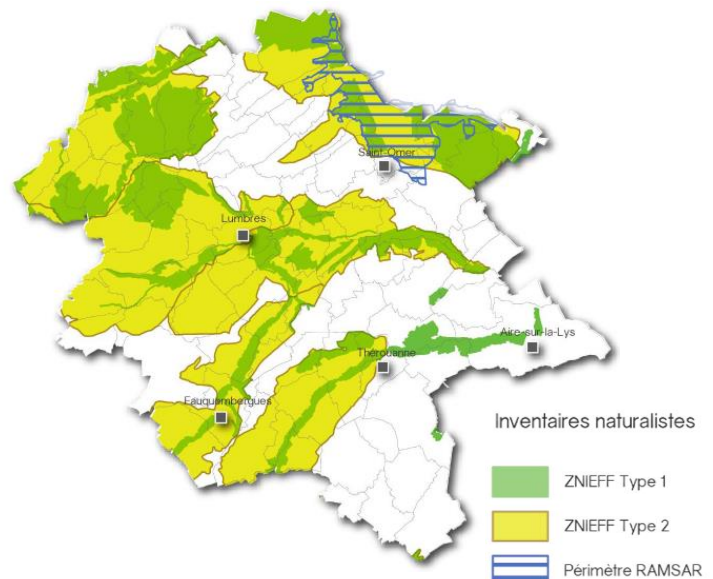 Saint-Omer
Lumbres
Aire-sur-la-Lys
Thérouanne
Fauquembergues
Inventaires naturalistes
ZNIEFF Type 1
ZNIEFF Type 2
Périmètre RAMSAR